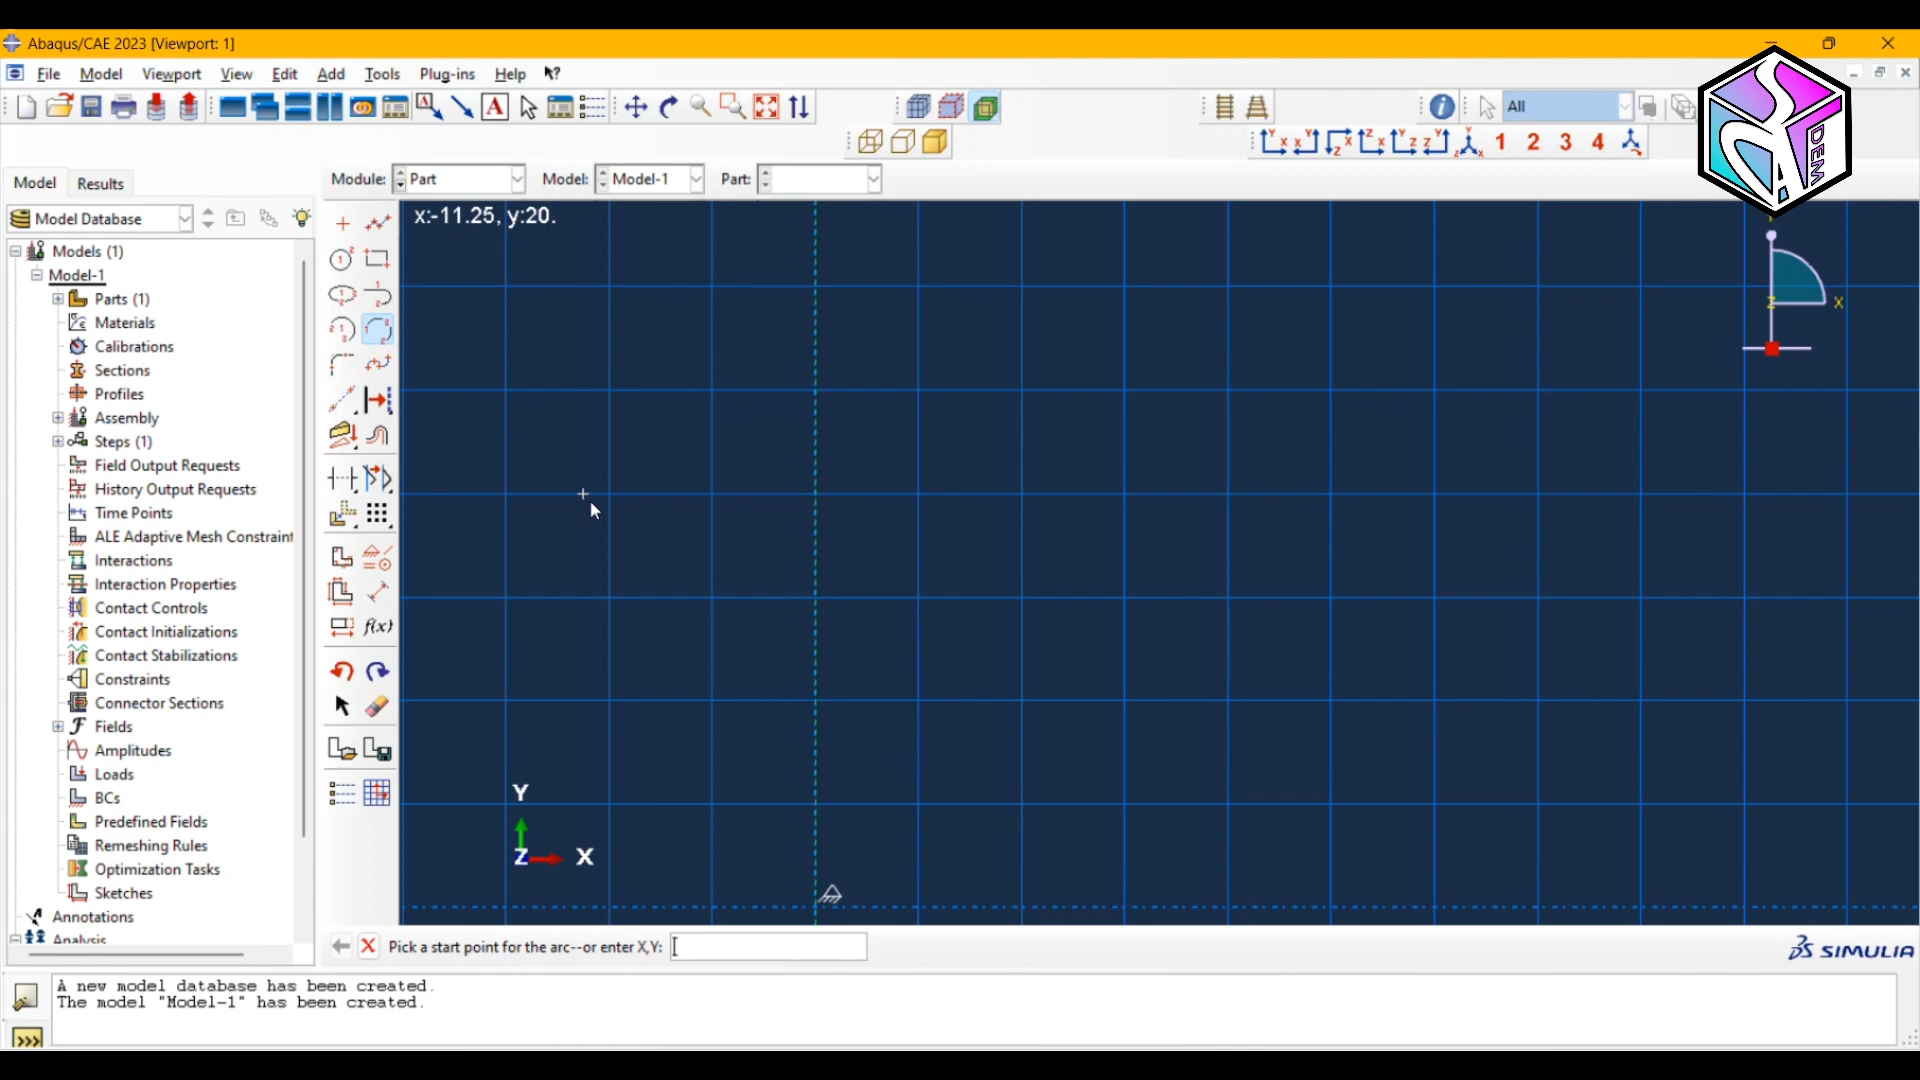 Abaqus/CAE 2023 [Viewport: 1]
File Model Viewport View Edit Add Tools Plug-ins Help
All
1 2 3 4
DEM
Model Results
Module: Part Model: Model-1 Part:
Model Database
x:-11.25, y:20.
Models (1)
Model-1
Parts (1)
Materials
Calibrations
Sections
Profiles
Assembly
Steps (1)
Field Output Requests
History Output Requests
Time Points
ALE Adaptive Mesh Constraint
Interactions
Interaction Properties
Contact Controls
Contact Initializations
Contact Stabilizations
Constraints
Connector Sections
Fields
Amplitudes
Loads
BCs
Predefined Fields
Remeshing Rules
Optimization Tasks
Sketches
Annotations
Analysis
f(x)
Z X
Y
Z X
Pick a start point for the arc--or enter X,Y:
SIMULIA
A new model database has been created.
The model "Model-1" has been created.
>>>